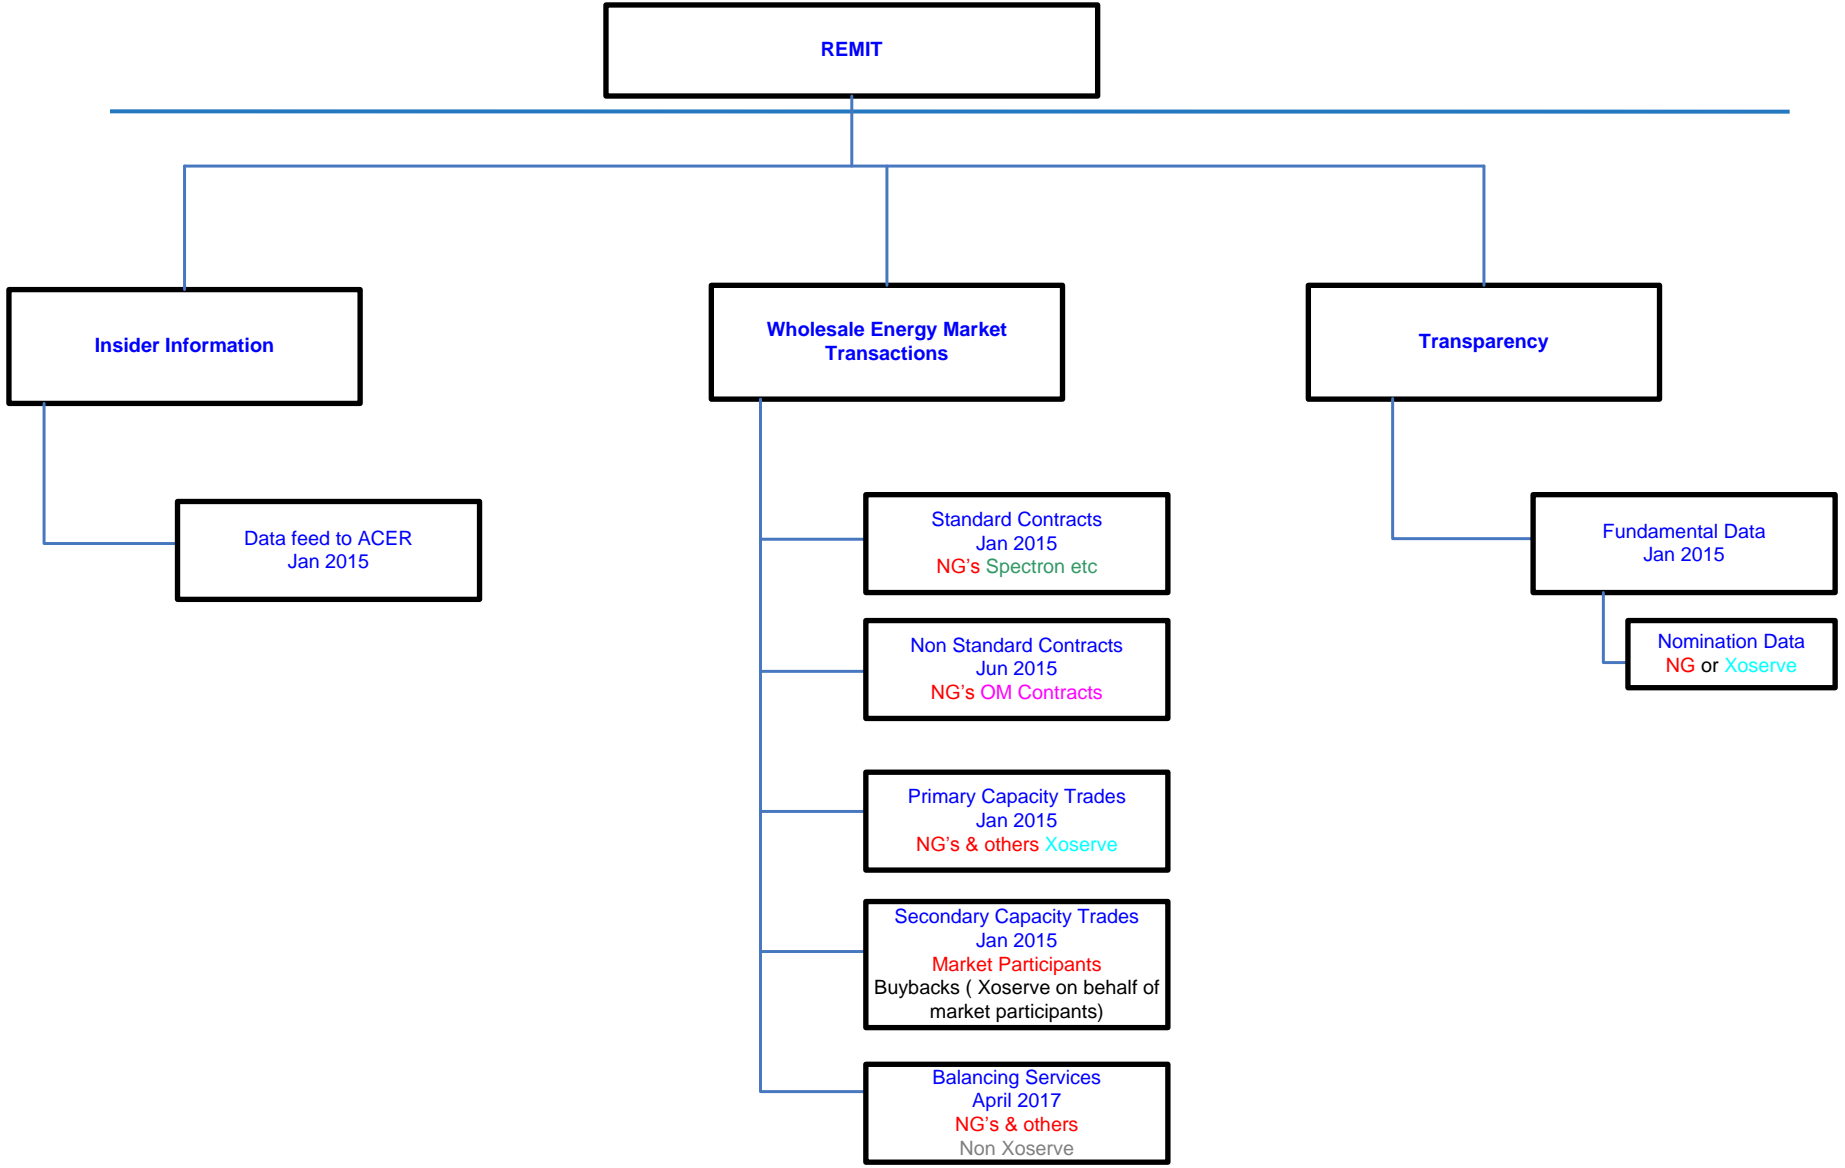 REMIT
Insider Information
Data feed to ACER
Jan 2015
Wholesale Energy Market
Transactions
Standard Contracts
Jan 2015
NG's Spectron etc
Non Standard Contracts
Jun 2015
NG's OM Contracts
Primary Capacity Trades
Jan 2015
NG's & others Xoserve
Secondary Capacity Trades
Jan 2015
Market Participants
Buybacks ( Xoserve on behalf of
market participants)
Balancing Services
April 2017
NG's & others
Non Xoserve
Transparency
Fundamental Data
Jan 2015
Nomination Data
NG or Xoserve